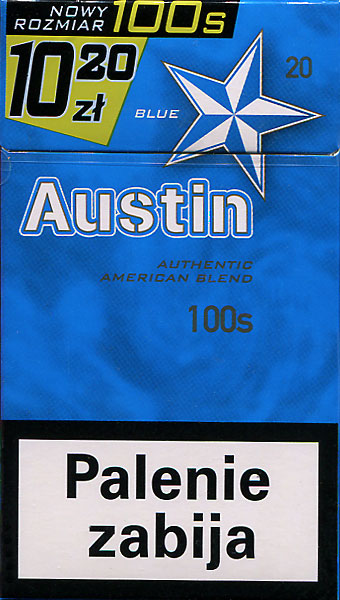 NOWY
ROZMIAR 100s
10 20
zł
20
BLUE
Austin
AUTHENTIC
AMERICAN BLEND
100s
Palenie
zabija